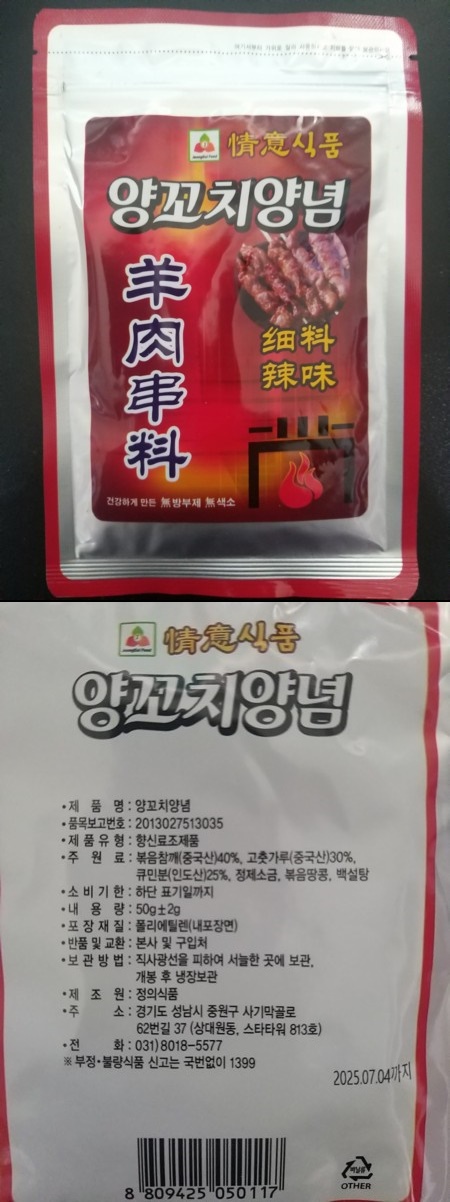 情意식품
양꼬치양념
羊肉串料
细料
辣味
건강하게 만든 無방부제 無색소
情意식품
양꼬치양념
• 제 품 명 : 양꼬치양념
• 품목보고번호 : 2013027513035
• 제 품 유 형 : 향신료조제품
• 주 원 료 : 볶음참깨(중국산)40%, 고춧가루(중국산)30%,
큐민분(인도산)25%, 정제소금, 볶음땅콩, 백설탕
• 소 비 기 한 : 하단 표기일까지
• 내 용 량 : 50g±2g
• 포 장 재 질 : 폴리에틸렌(내포장면)
• 반품 및 교환 : 본사 및 구입처
• 보 관 방 법 : 직사광선을 피하여 서늘한 곳에 보관,
개봉 후 냉장보관
• 제 조 원 : 정의식품
• 주 소 : 경기도 성남시 중원구 사기막골로
62번길 37 (상대원동, 스타타워 813호)
• 전 화 : 031) 8018-5577
※ 부정•불량식품 신고는 국번없이 1399
2025.07.04까지
8 809425 050117
비닐류
OTHER